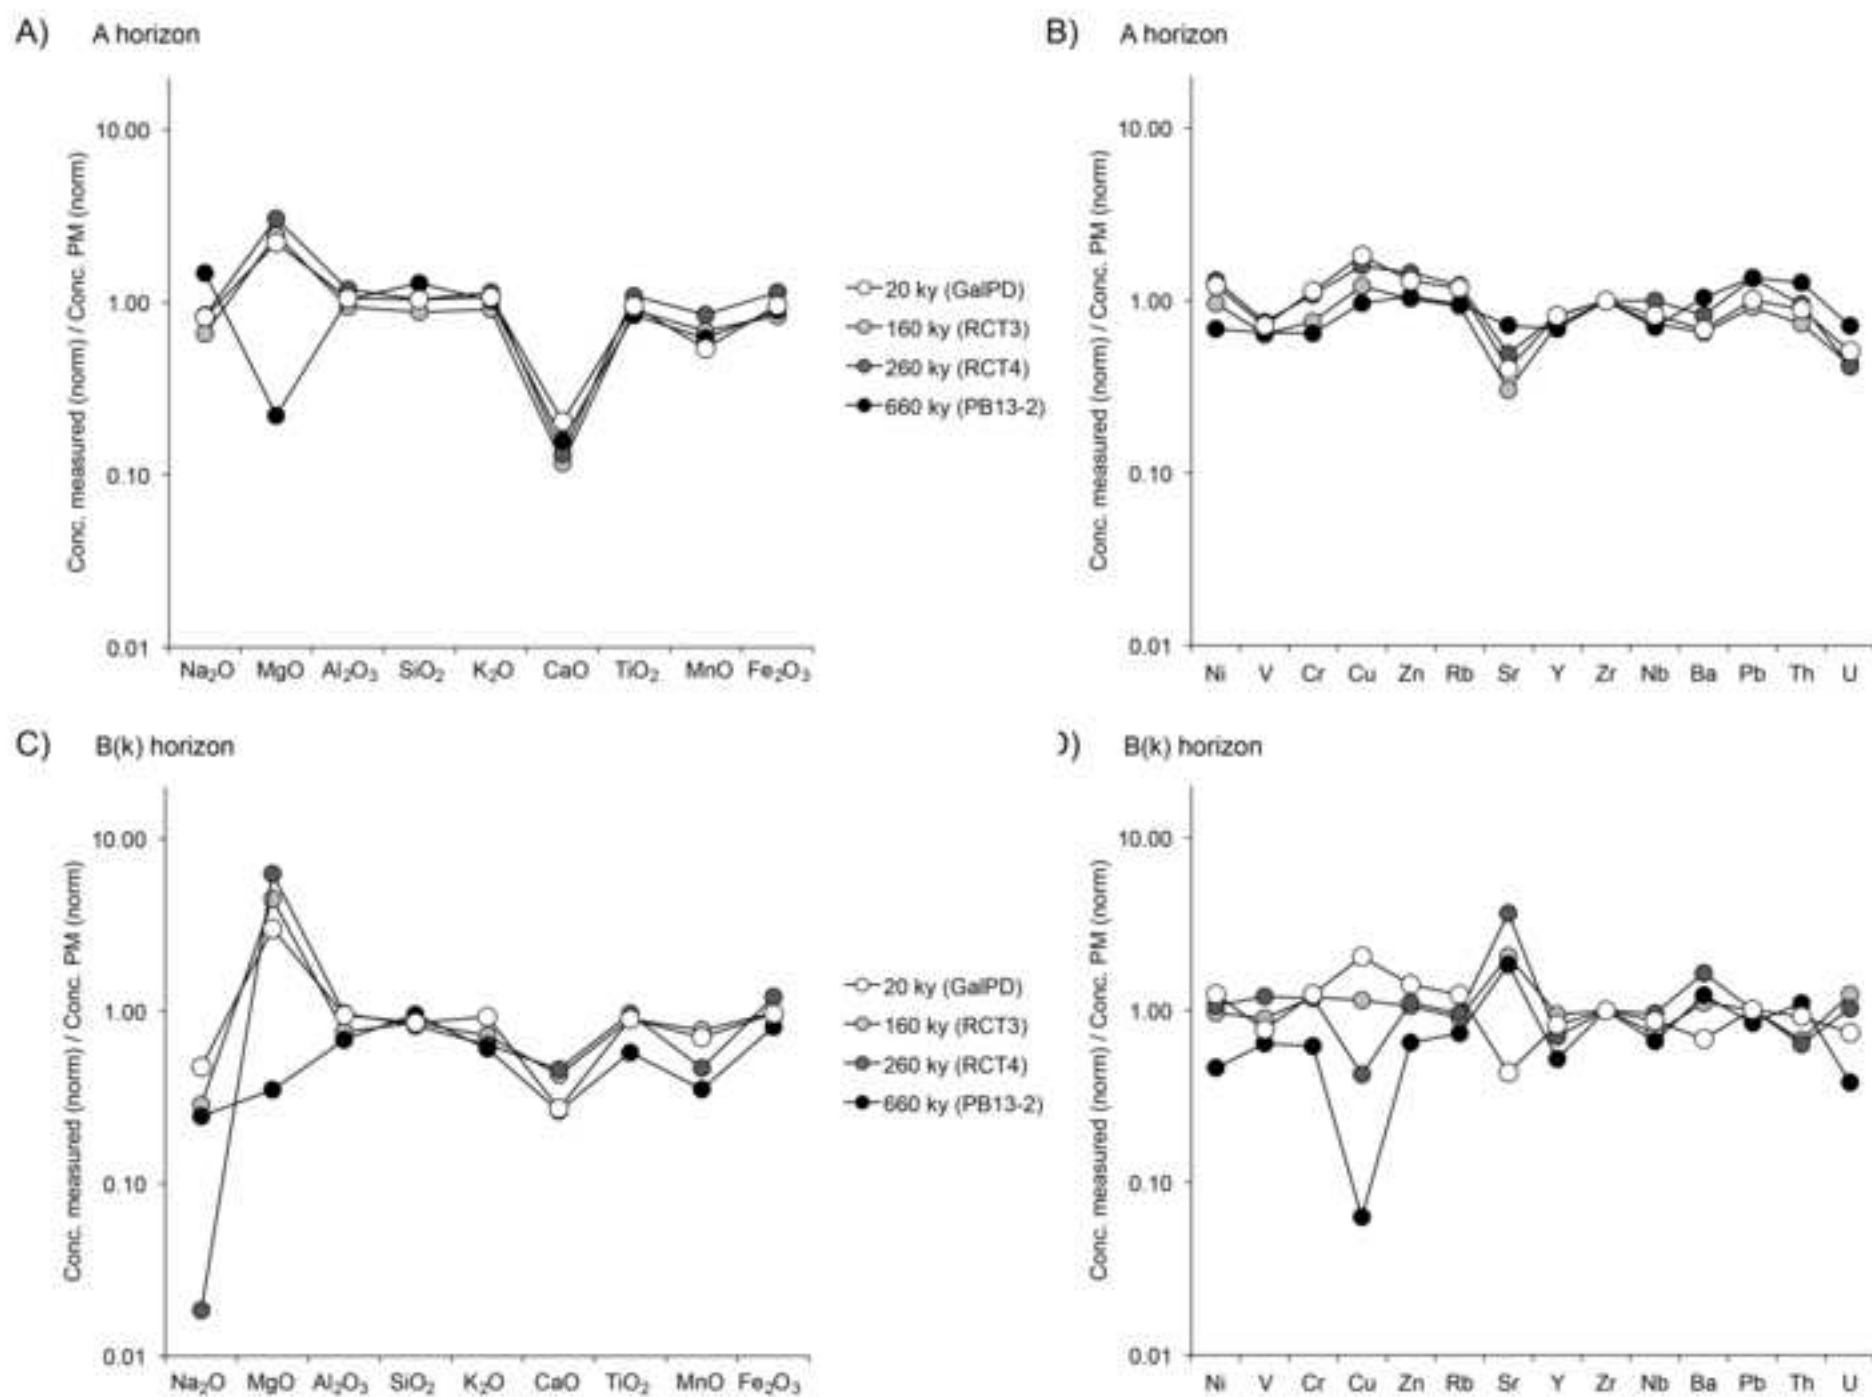 A) A horizon
10.00
1.00
0.10
0.01
Conc. measured (norm) / Conc. PM (norm)
Na₂O MgO Al₂O₃ SiO₂ K₂O CaO TiO₂ MnO Fe₂O₃
20 ky (GalPD)
160 ky (RCT3)
260 ky (RCT4)
660 ky (PB13-2)
B) A horizon
10.00
1.00
0.10
0.01
Conc. measured (norm) / Conc. PM (norm)
Ni V Cr Cu Zn Rb Sr Y Zr Nb Ba Pb Th U
C) B(k) horizon
10.00
1.00
0.10
0.01
Conc. measured (norm) / Conc. PM (norm)
Na₂O MgO Al₂O₃ SiO₂ K₂O CaO TiO₂ MnO Fe₂O₃
20 ky (GalPD)
160 ky (RCT3)
260 ky (RCT4)
660 ky (PB13-2)
) B(k) horizon
10.00
1.00
0.10
0.01
Conc. measured (norm) / Conc. PM (norm)
Ni V Cr Cu Zn Rb Sr Y Zr Nb Ba Pb Th U